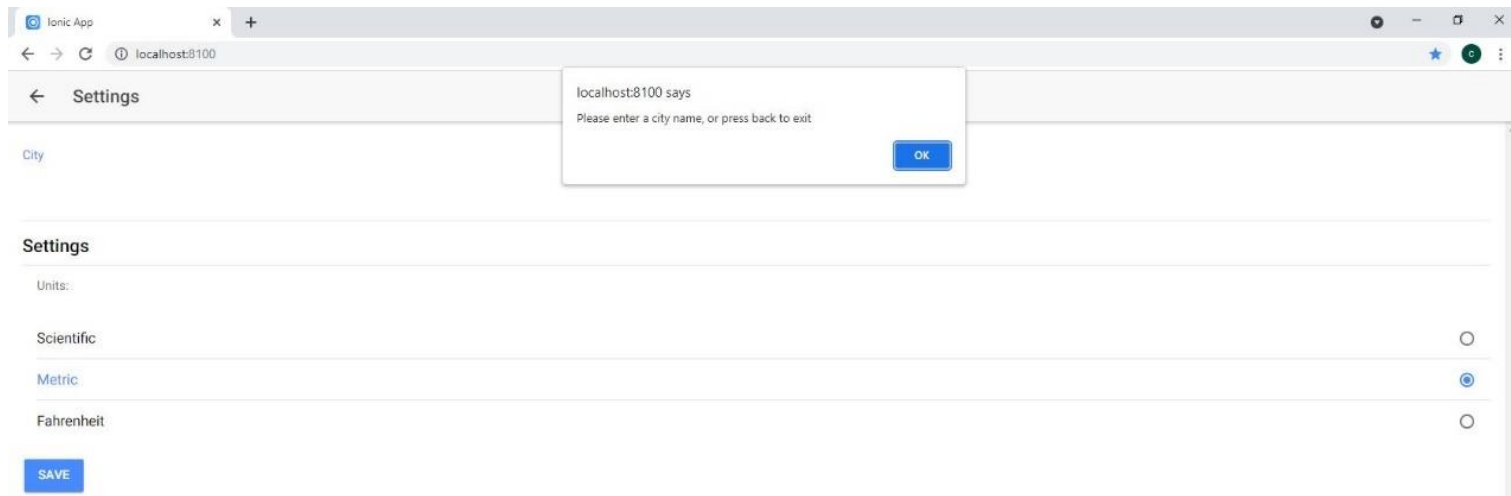 Ionic App
localhost:8100
C
Settings
localhost:8100 says
Please enter a city name, or press back to exit
OK
City
Settings
Units:
Scientific
Metric
Fahrenheit
SAVE